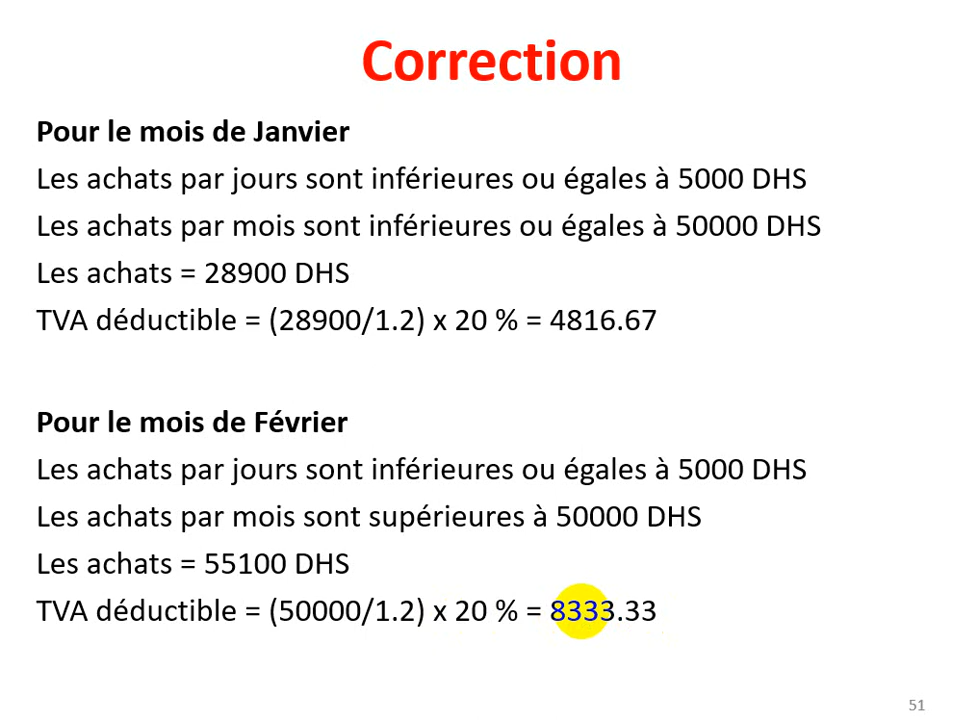 Correction
Pour le mois de Janvier
Les achats par jours sont inférieures ou égales à 5000 DHS
Les achats par mois sont inférieures ou égales à 50000 DHS
Les achats = 28900 DHS
TVA déductible = (28900/1.2) x 20 % = 4816.67
Pour le mois de Février
Les achats par jours sont inférieures ou égales à 5000 DHS
Les achats par mois sont supérieures à 50000 DHS
Les achats = 55100 DHS
TVA déductible = (50000/1.2) x 20 % = 8333.33
51